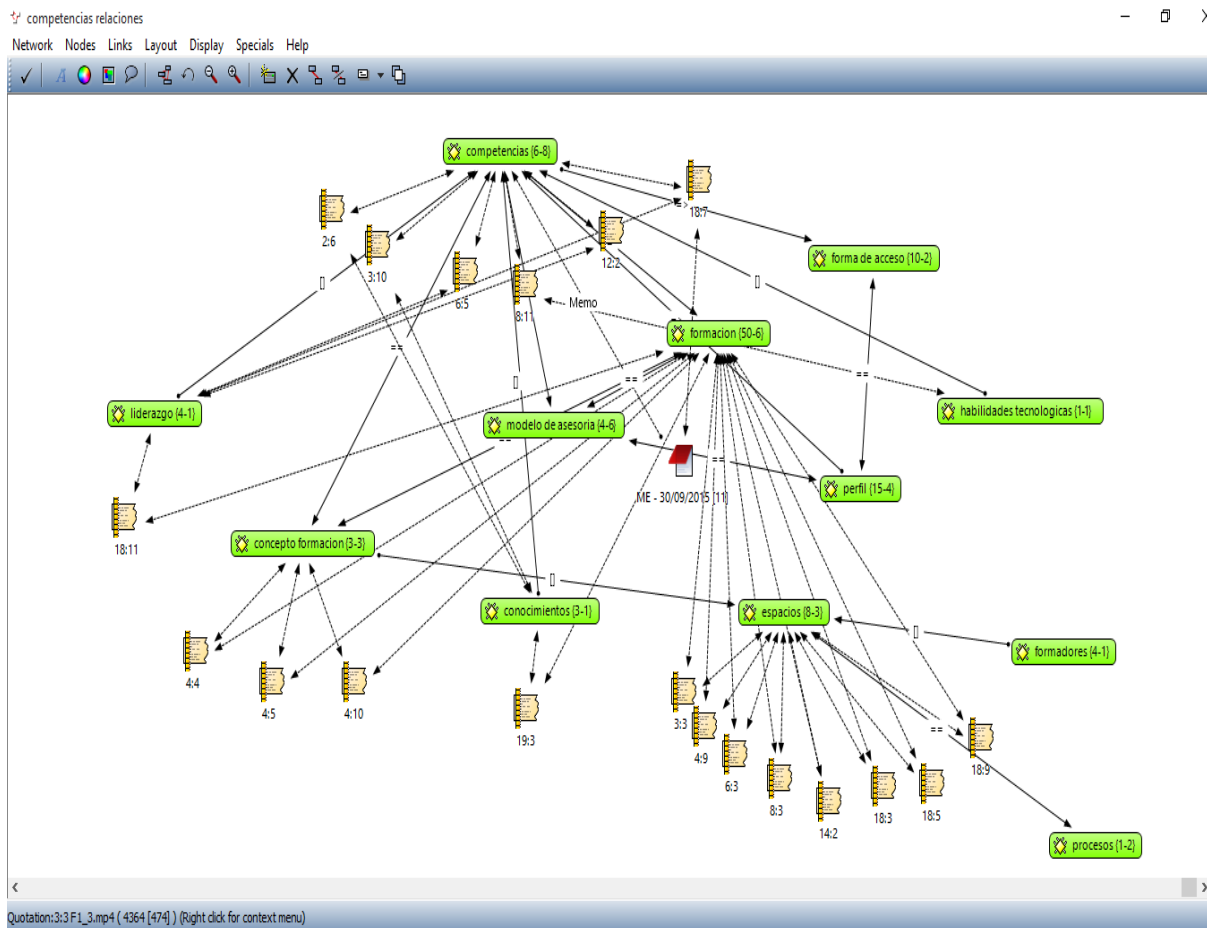 competencias relaciones
Network Nodes Links Layout Display Specials Help
competencias {6-8}
18:7
=>
2:6
3:10
12:2
forma de acceso {10-2}
6:5
[]
[]
8:11
Memo
formacion {50-6}
==
==
==
[]
liderazgo {4-1}
habilidades tecnologicas {1-1}
modelo de asesoria {4-6}
==
==
ME - 30/09/2015 [11]
perfil {15-4}
18:11
concepto formacion {3-3}
[]
conocimientos {3-1}
espacios {8-3}
[]
formadores {4-1}
4:4
4:5
4:10
19:3
3:3
4:9
==
6:3
18:9
8:3
14:2
18:3
18:5
procesos {1-2}
Quotation:3:3 F1_3.mp4 ( 4364 [474] ) (Right click for context menu)